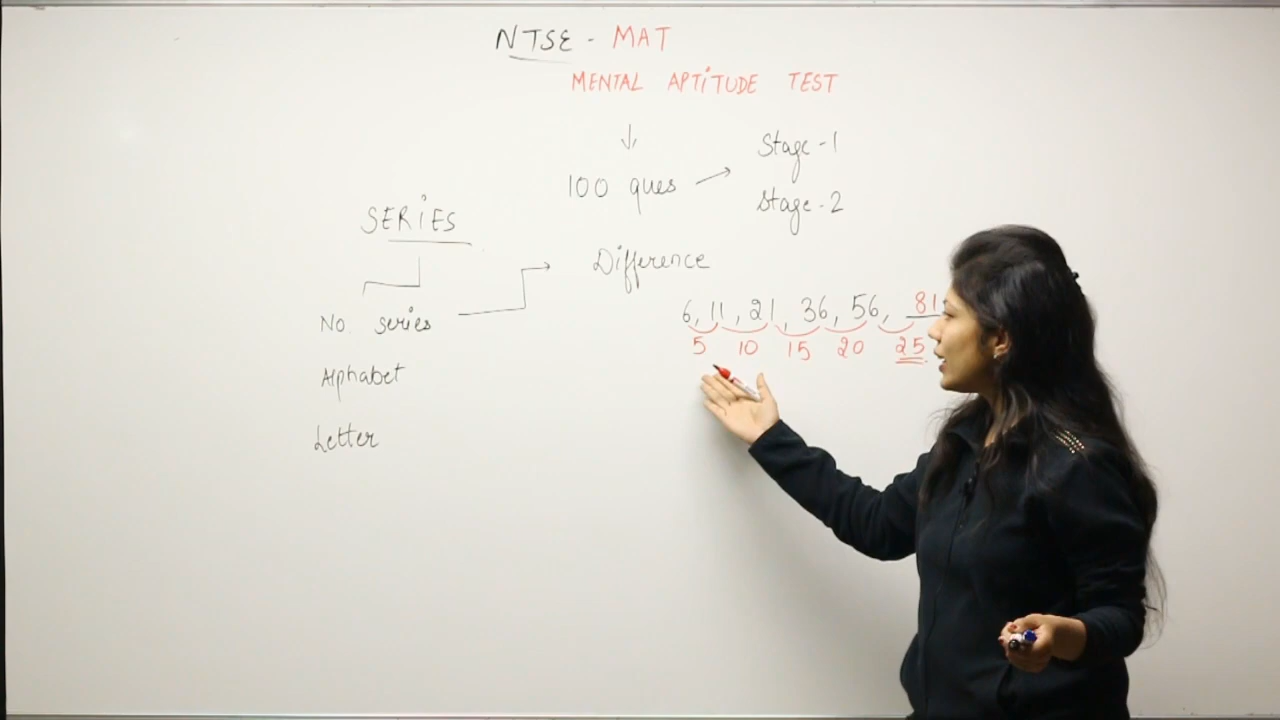 NTSE - MAT
MENTAL APTITUDE TEST
100 ques
Stage - 1
Stage - 2
SERIES
No. series
Alphabet
Letter
Difference
6, 11, 21, 36, 56, 81
5 10 15 20 25